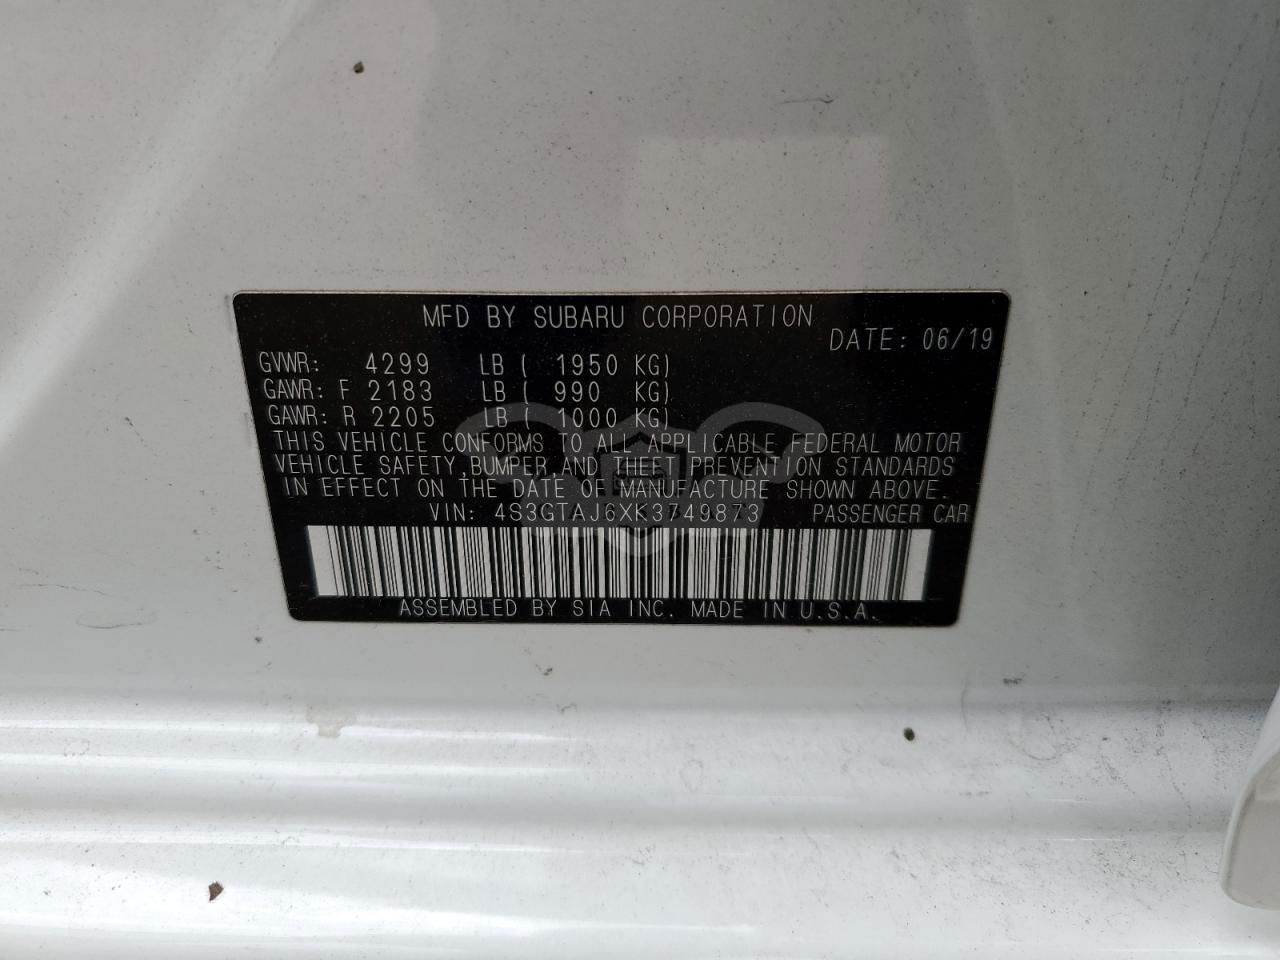 MFD BY SUBARU CORPORATION
DATE: 06/19
GVWR: 4299 LB ( 1950 KG)
GAWR: F 2183 LB ( 990 KG)
GAWR: R 2205 LB ( 1000 KG)
THIS VEHICLE CONFORMS TO ALL APPLICABLE FEDERAL MOTOR
VEHICLE SAFETY, BUMPER, AND THEFT PREVENTION STANDARDS
IN EFFECT ON THE DATE OF MANUFACTURE SHOWN ABOVE.
VIN: 4S3GTAJ6XK3749873 PASSENGER CAR
ASSEMBLED BY SIA INC. MADE IN U.S.A.